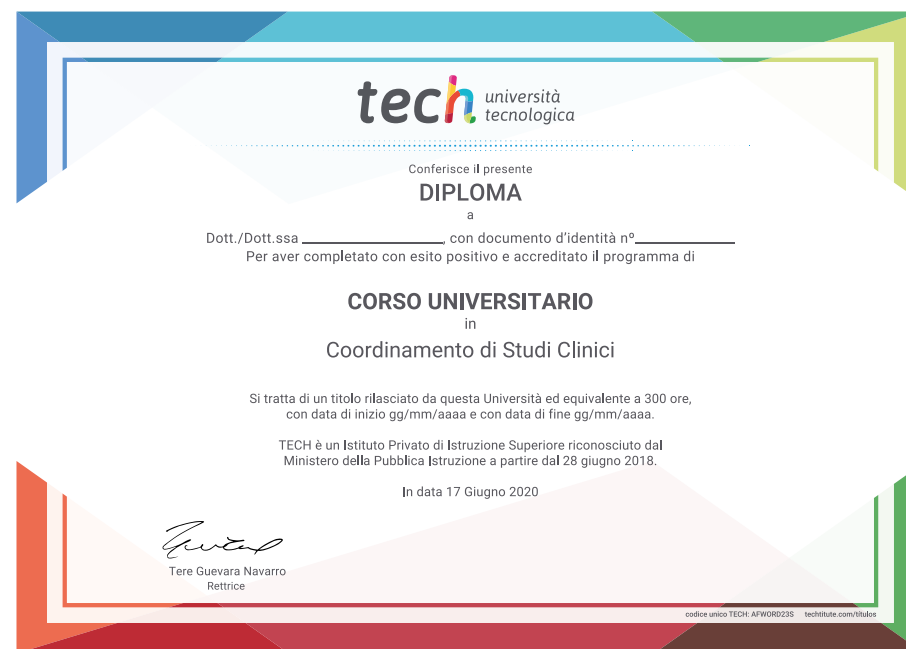 tech università
tecnologica
Conferisce il presente
DIPLOMA
a
Dott./Dott.ssa ____________________, con documento d'identità nº______________
Per aver completato con esito positivo e accreditato il programma di
CORSO UNIVERSITARIO
in
Coordinamento di Studi Clinici
Si tratta di un titolo rilasciato da questa Università ed equivalente a 300 ore,
con data di inizio gg/mm/aaaa e con data di fine gg/mm/aaaa.
TECH è un Istituto Privato di Istruzione Superiore riconosciuto dal
Ministero della Pubblica Istruzione a partire dal 28 giugno 2018.
In data 17 Giugno 2020
Tere Guevara Navarro
Rettrice
codice unico TECH: AFWORD23S techtitute.com/títulos